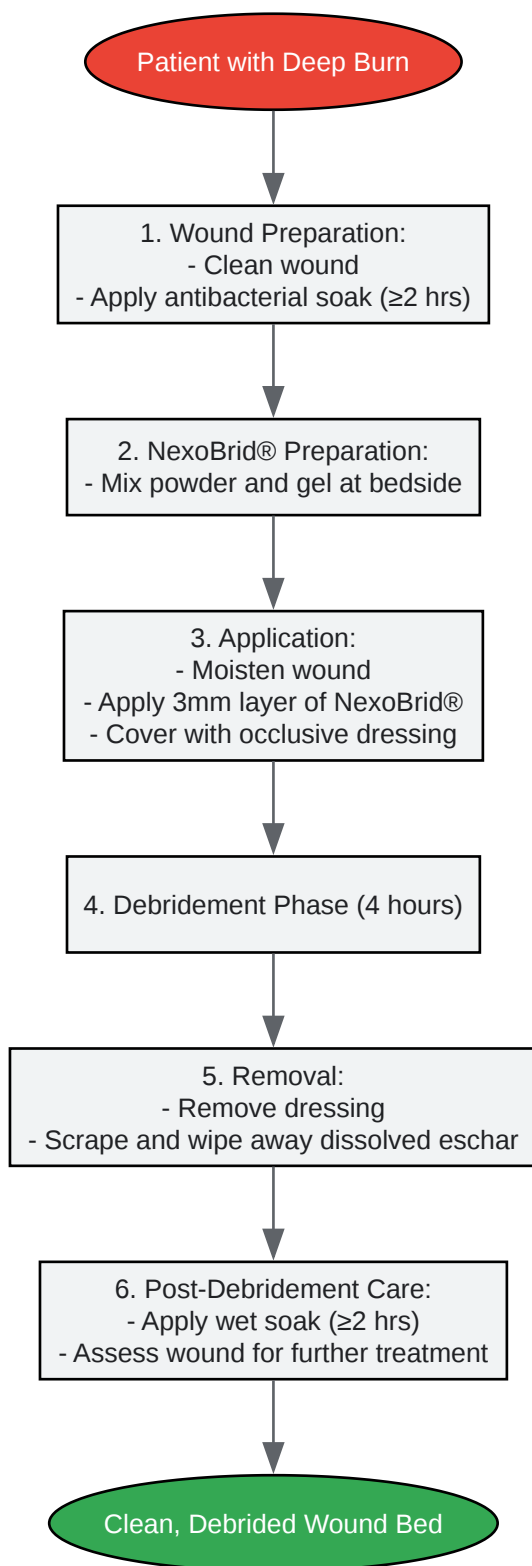 Patient with Deep Burn
1. Wound Preparation:
- Clean wound
- Apply antibacterial soak (≥2 hrs)
2. NexoBrid® Preparation:
- Mix powder and gel at bedside
3. Application:
- Moisten wound
- Apply 3mm layer of NexoBrid®
- Cover with occlusive dressing
4. Debridement Phase (4 hours)
5. Removal:
- Remove dressing
- Scrape and wipe away dissolved eschar
6. Post-Debridement Care:
- Apply wet soak (≥2 hrs)
- Assess wound for further treatment
Clean, Debrided Wound Bed